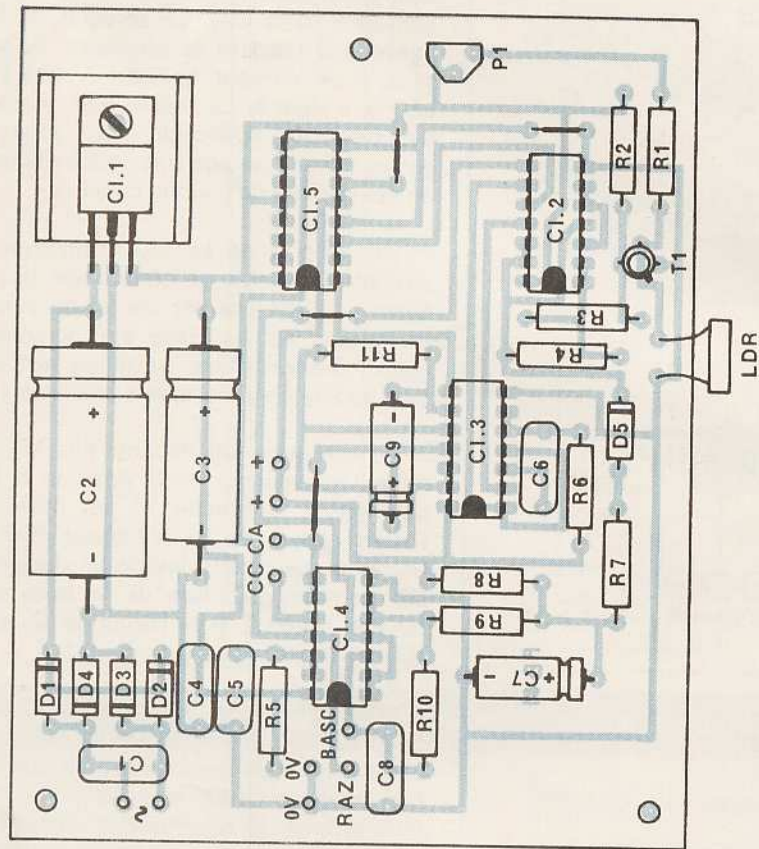 CI.1
P1
CI.5
R2
R1
CI.2
T1
R3
LDR
R4
R11
C2
+
-
C3
+
-
C9
+
-
CI.3
C6
D5
R6
R7
+
+
CA
CC
CI.4
R8
R9
C7
+
-
D1
D4
D3
D2
C4
C5
R5
BASC
R10
C8
C1
~
0V
0V
RAZ